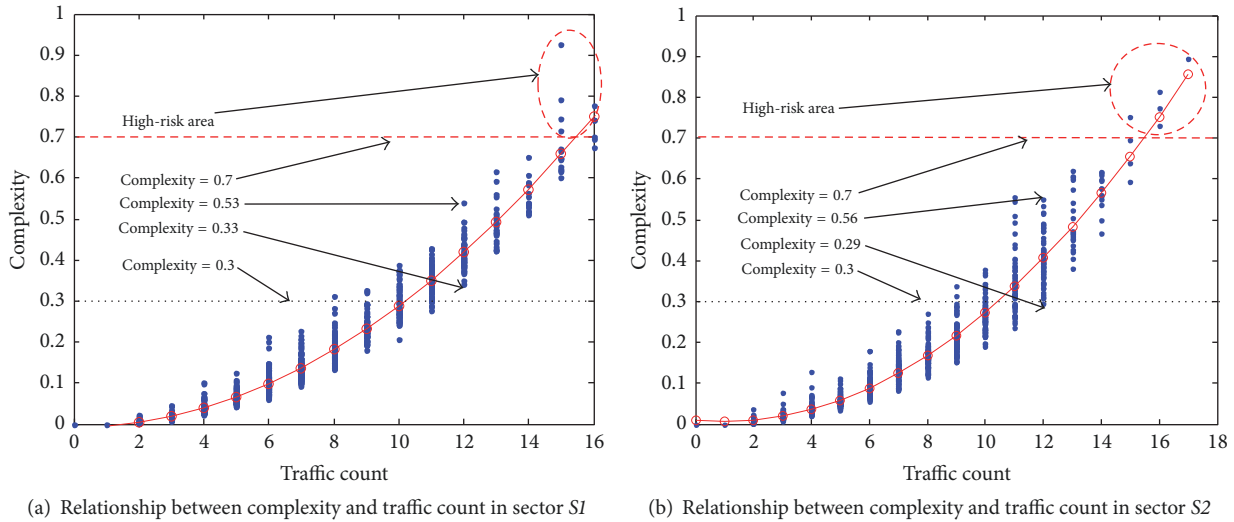 1
0.9
0.8
0.7
0.6
0.5
0.4
0.3
0.2
0.1
0
Complexity
High-risk area
Complexity = 0.7
Complexity = 0.53
Complexity = 0.33
Complexity = 0.3
0 2 4 6 8 10 12 14 16
Traffic count
(a) Relationship between complexity and traffic count in sector S1
1
0.9
0.8
0.7
0.6
0.5
0.4
0.3
0.2
0.1
0
Complexity
High-risk area
Complexity = 0.7
Complexity = 0.56
Complexity = 0.29
Complexity = 0.3
0 2 4 6 8 10 12 14 16 18
Traffic count
(b) Relationship between complexity and traffic count in sector S2